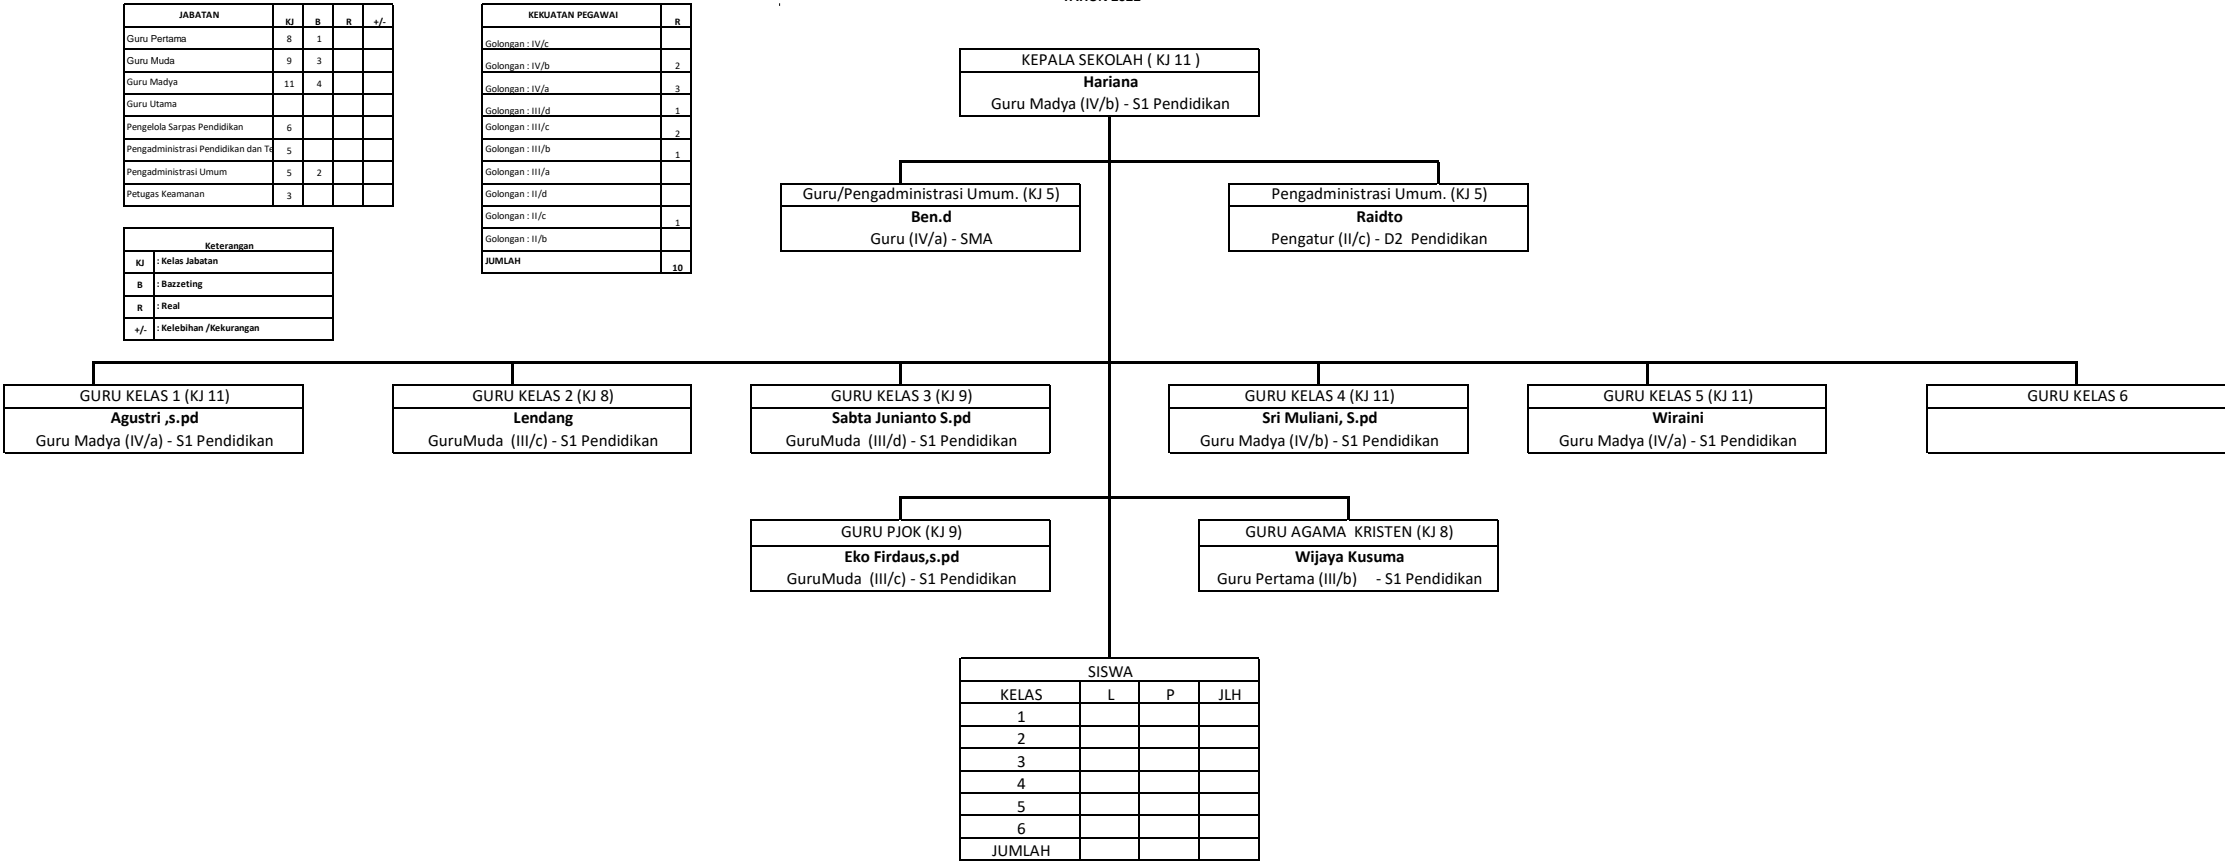 TAHUN 2022
JABATAN KJ B R +/-
Guru Pertama 8 1
Guru Muda 9 3
Guru Madya 11 4
Guru Utama
Pengelola Sarpas Pendidikan 6
Pengadministrasi Pendidikan dan Te 5
Pengadministrasi Umum 5 2
Petugas Keamanan 3
Keterangan
KJ : Kelas Jabatan
B : Bazzeting
R : Real
+/- : Kelebihan /Kekurangan
KEKUATAN PEGAWAI R
Golongan : IV/c
Golongan : IV/b 2
Golongan : IV/a 3
Golongan : III/d 1
Golongan : III/c 2
Golongan : III/b 1
Golongan : III/a
Golongan : II/d
Golongan : II/c 1
Golongan : II/b
JUMLAH 10
KEPALA SEKOLAH ( KJ 11 )
Hariana
Guru Madya (IV/b) - S1 Pendidikan
Guru/Pengadministrasi Umum. (KJ 5)
Ben.d
Guru (IV/a) - SMA
Pengadministrasi Umum. (KJ 5)
Raidto
Pengatur (II/c) - D2 Pendidikan
GURU KELAS 1 (KJ 11)
Agustri ,s.pd
Guru Madya (IV/a) - S1 Pendidikan
GURU KELAS 2 (KJ 8)
Lendang
GuruMuda (III/c) - S1 Pendidikan
GURU KELAS 3 (KJ 9)
Sabta Junianto S.pd
GuruMuda (III/d) - S1 Pendidikan
GURU KELAS 4 (KJ 11)
Sri Muliani, S.pd
Guru Madya (IV/b) - S1 Pendidikan
GURU KELAS 5 (KJ 11)
Wiraini
Guru Madya (IV/a) - S1 Pendidikan
GURU KELAS 6
GURU PJOK (KJ 9)
Eko Firdaus,s.pd
GuruMuda (III/c) - S1 Pendidikan
GURU AGAMA KRISTEN (KJ 8)
Wijaya Kusuma
Guru Pertama (III/b) - S1 Pendidikan
SISWA
KELAS L P JLH
1
2
3
4
5
6
JUMLAH